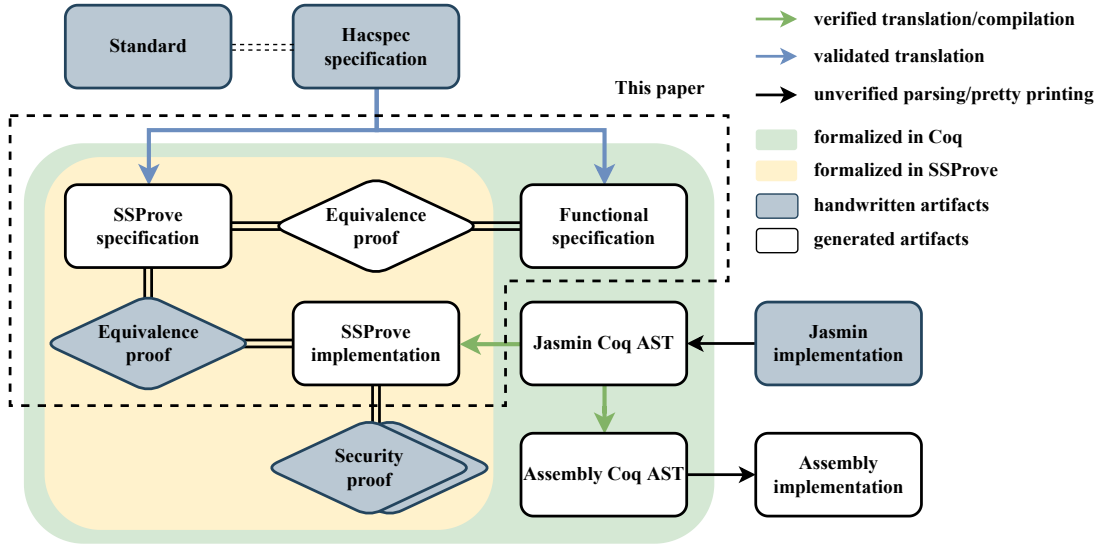 Standard
Hacspec
specification
verified translation/compilation
validated translation
unverified parsing/pretty printing
This paper
formalized in Coq
formalized in SSProve
handwritten artifacts
generated artifacts
SSProve
specification
Equivalence
proof
Functional
specification
Equivalence
proof
SSProve
implementation
Jasmin Coq AST
Jasmin
implementation
Security
proof
Assembly Coq AST
Assembly
implementation